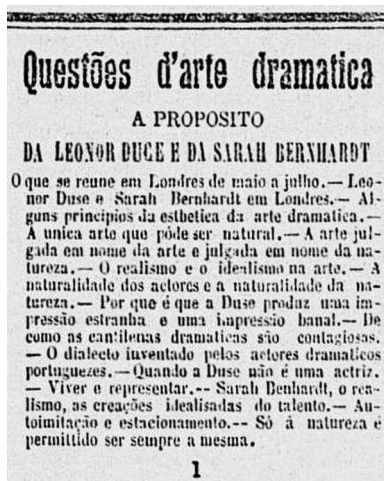 Questões d'arte dramatica
A PROPOSITO
DA LEONOR DUCE E DA SARAH BERNHARDT
O que se reune em Londres de maio a julho.— Leo-
nor Duse e Sarah Bernhardt em Londres.— Al-
guns principios da esthetica da arte dramatica.—
A unica arte que póde ser natural.— A arte jul-
gada em nome da arte e julgada em nome da na-
tureza.— O realismo e o idealismo na arte.— A
naturalidade dos actores e a naturalidade da na-
tureza.— Por que é que a Duse produz uma im-
pressão estranha e uma impressão banal.— De
como as cantilenas dramaticas são contagiosas.
— O dialecto inventado pelos actores dramaticos
portuguezes.— Quando a Duse não é uma actriz.
— Viver e representar.-- Sarah Benhardt, o rea-
lismo, as creações idealisadas do talento.— Au-
toimitação e estacionamento.-- Só á natureza é
permittido ser sempre a mesma.
1